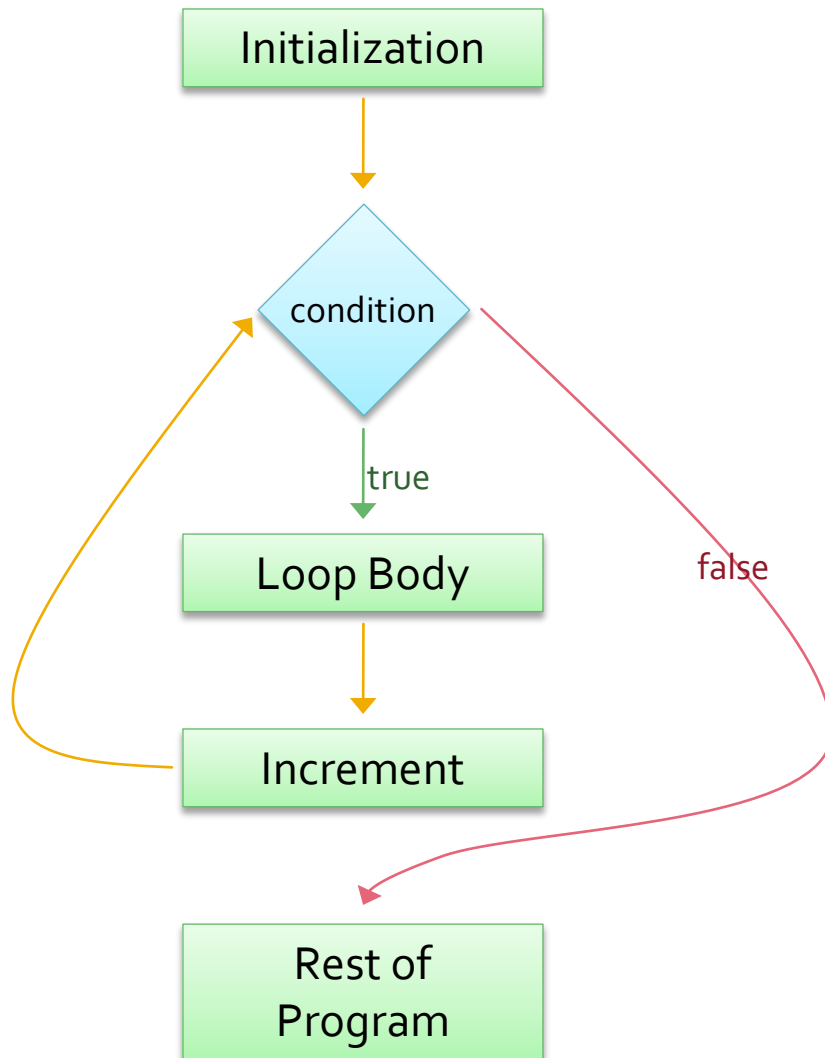 Initialization
condition
true
Loop Body
false
Increment
Rest of
Program